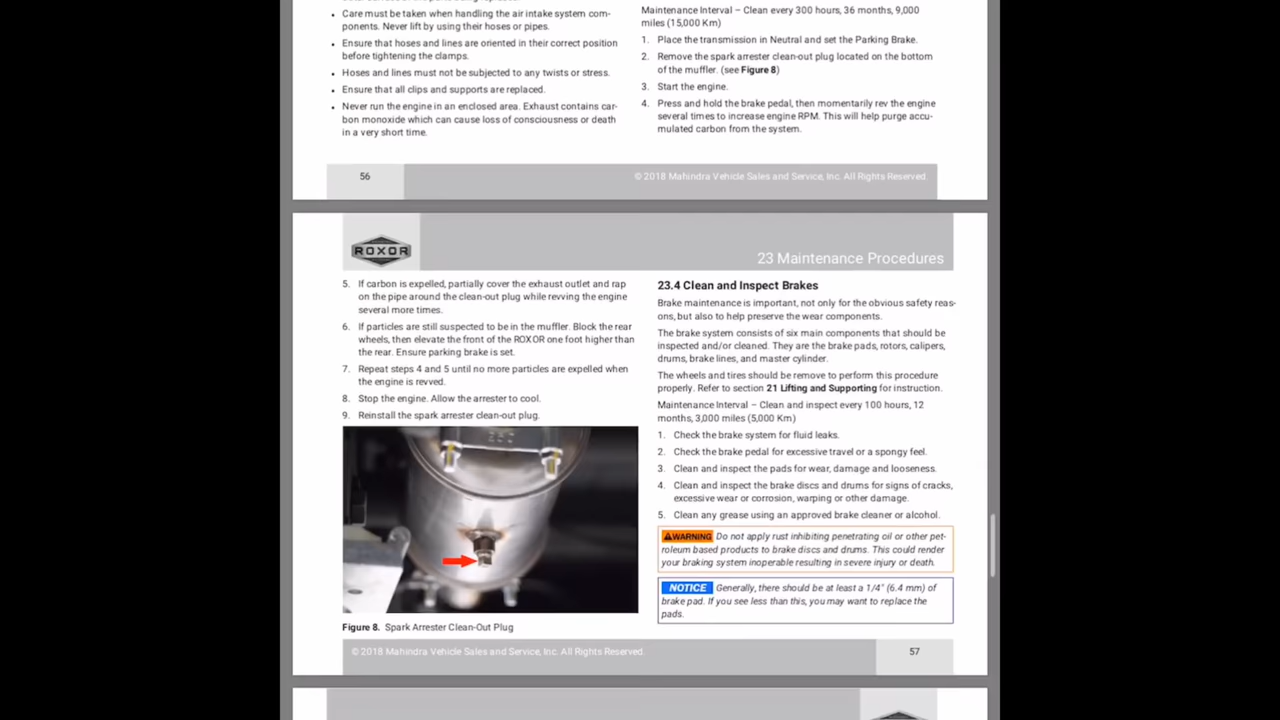 Care must be taken when handling the air intake system com-
ponents. Never lift by using their hoses or pipes.
Ensure that hoses and lines are oriented in their correct position
before tightening the clamps.
Hoses and lines must not be subjected to any twists or stress.
Ensure that all clips and supports are replaced.
Never run the engine in an enclosed area. Exhaust contains car-
bon monoxide which can cause loss of consciousness or death
in a very short time.
Maintenance Interval – Clean every 300 hours, 36 months, 9,000
miles (15,000 Km)
1. Place the transmission in Neutral and set the Parking Brake.
2. Remove the spark arrester clean-out plug located on the bottom
of the muffler. (see Figure 8)
3. Start the engine.
4. Press and hold the brake pedal, then momentarily rev the engine
several times to increase engine RPM. This will help purge accu-
mulated carbon from the system.
56
© 2018 Mahindra Vehicle Sales and Service, Inc. All Rights Reserved.
ROXOR
23 Maintenance Procedures
5. If carbon is expelled, partially cover the exhaust outlet and rap
on the pipe around the clean-out plug while revving the engine
several more times.
6. If particles are still suspected to be in the muffler. Block the rear
wheels, then elevate the front of the ROXOR one foot higher than
the rear. Ensure parking brake is set.
7. Repeat steps 4 and 5 until no more particles are expelled when
the engine is revved.
8. Stop the engine. Allow the arrester to cool.
9. Reinstall the spark arrester clean-out plug.
Figure 8. Spark Arrester Clean-Out Plug
23.4 Clean and Inspect Brakes
Brake maintenance is important, not only for the obvious safety reas-
ons, but also to help preserve the wear components.
The brake system consists of six main components that should be
inspected and/or cleaned. They are the brake pads, rotors, calipers,
drums, brake lines, and master cylinder.
The wheels and tires should be remove to perform this procedure
properly. Refer to section 21 Lifting and Supporting for instruction.
Maintenance Interval – Clean and inspect every 100 hours, 12
months, 3,000 miles (5,000 Km)
1. Check the brake system for fluid leaks.
2. Check the brake pedal for excessive travel or a spongy feel.
3. Clean and inspect the pads for wear, damage and looseness.
4. Clean and inspect the brake discs and drums for signs of cracks,
excessive wear or corrosion, warping or other damage.
5. Clean any grease using an approved brake cleaner or alcohol.
WARNING Do not apply rust inhibiting penetrating oil or other pet-
roleum based products to brake discs and drums. This could render
your braking system inoperable resulting in severe injury or death.
NOTICE Generally, there should be at least a 1/4" (6.4 mm) of
brake pad. If you see less than this, you may want to replace the
pads.
© 2018 Mahindra Vehicle Sales and Service, Inc. All Rights Reserved.
57